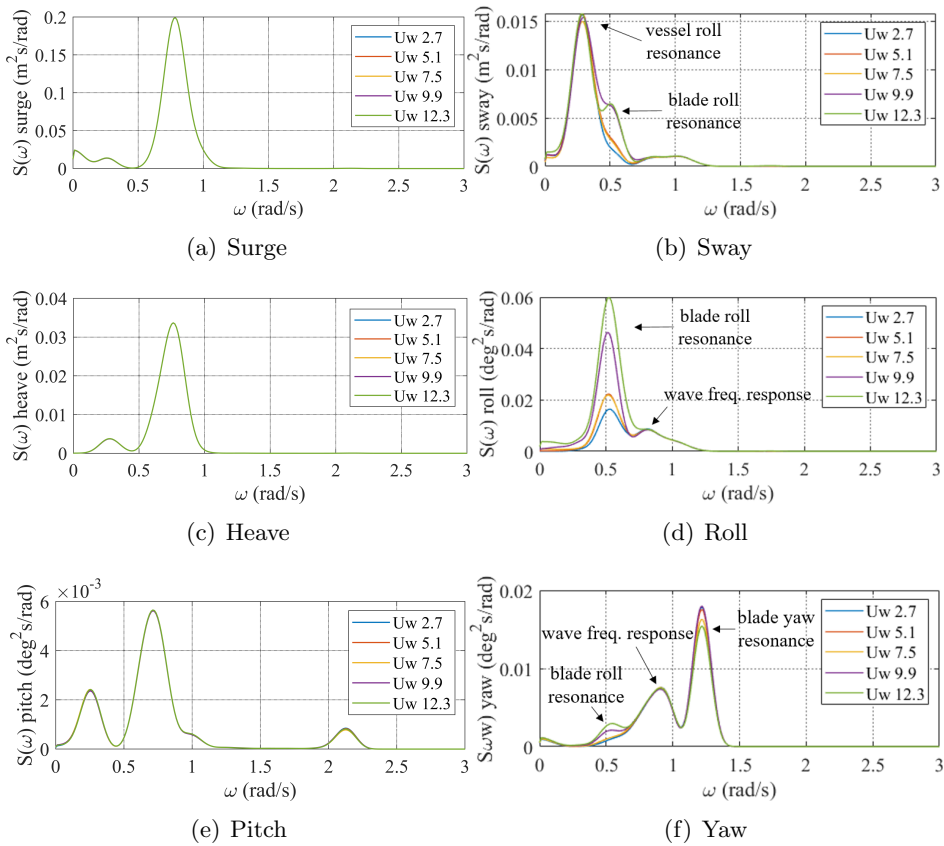 S(ω) surge (m²s/rad)
0.2
0.15
0.1
0.05
0
0 0.5 1 1.5 2 2.5 3
ω (rad/s)
Uw 2.7
Uw 5.1
Uw 7.5
Uw 9.9
Uw 12.3
(a) Surge
S(ω) sway (m²s/rad)
0.015
0.01
0.005
0
0 0.5 1 1.5 2 2.5 3
ω (rad/s)
vessel roll
resonance
blade roll
resonance
Uw 2.7
Uw 5.1
Uw 7.5
Uw 9.9
Uw 12.3
(b) Sway
S(ω) heave (m²s/rad)
0.04
0.03
0.02
0.01
0
0 0.5 1 1.5 2 2.5 3
ω (rad/s)
Uw 2.7
Uw 5.1
Uw 7.5
Uw 9.9
Uw 12.3
(c) Heave
S(ω) roll (deg²s/rad)
0.06
0.04
0.02
0
0 0.5 1 1.5 2 2.5 3
ω (rad/s)
blade roll
resonance
wave freq. response
Uw 2.7
Uw 5.1
Uw 7.5
Uw 9.9
Uw 12.3
(d) Roll
S(ω) pitch (deg²s/rad)
×10⁻³
6
4
2
0
0 0.5 1 1.5 2 2.5 3
ω (rad/s)
Uw 2.7
Uw 5.1
Uw 7.5
Uw 9.9
Uw 12.3
(e) Pitch
Sωw) yaw (deg²s/rad)
0.02
0.01
0
0 0.5 1 1.5 2 2.5 3
ω (rad/s)
wave freq. response
blade roll
resonance
blade yaw
resonance
Uw 2.7
Uw 5.1
Uw 7.5
Uw 9.9
Uw 12.3
(f) Yaw